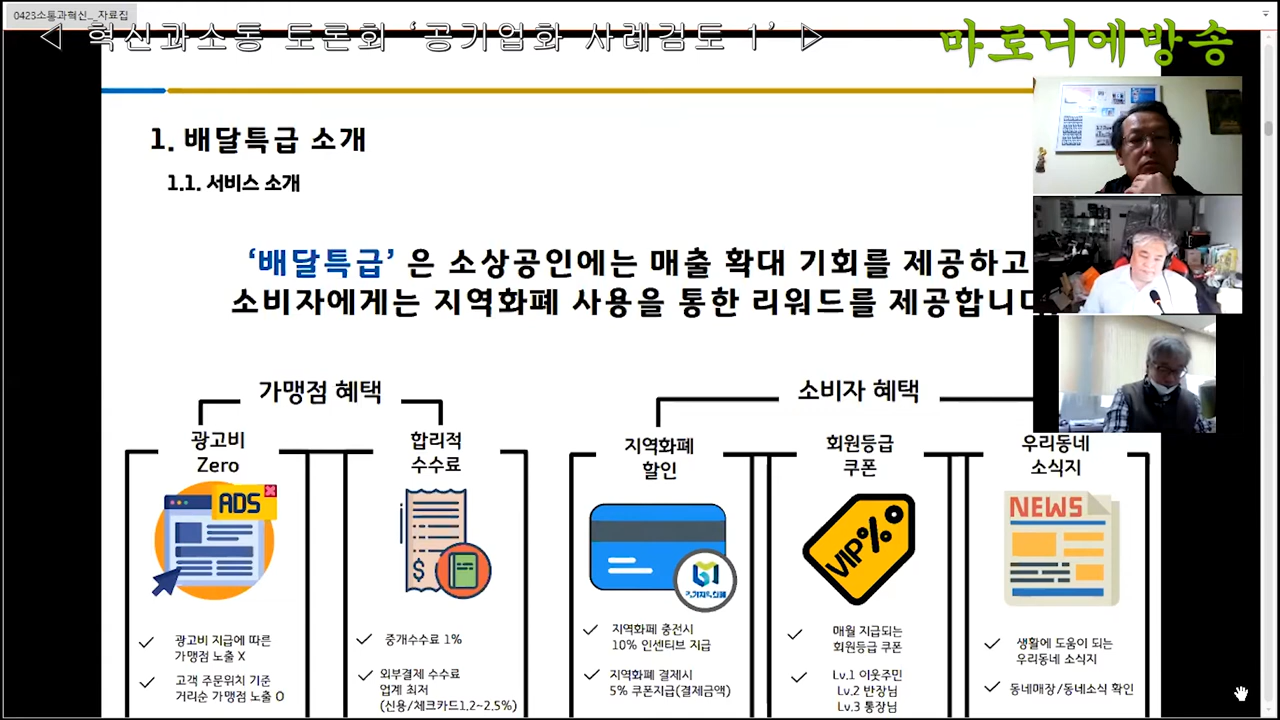 0423소통과혁신.._자료집
◁ 혁신과소통 토론회 ‘공기업화 사례검토 1’ ▷
마로니에방송
1. 배달특급 소개
1.1. 서비스 소개
‘배달특급’ 은 소상공인에는 매출 확대 기회를 제공하고
소비자에게는 지역화폐 사용을 통한 리워드를 제공합니다.
가맹점 혜택
소비자 혜택
광고비
Zero
ADS
✓ 광고비 지급에 따른
가맹점 노출 X
✓ 고객 주문위치 기준
거리순 가맹점 노출 O
합리적
수수료
$
✓ 중개수수료 1%
✓ 외부결제 수수료
업계 최저
(신용/체크카드1.2~2.5%)
지역화폐
할인
✓ 지역화폐 충전시
10% 인센티브 지급
✓ 지역화폐 결제시
5% 쿠폰지급(결제금액)
회원등급
쿠폰
VIP%
✓ 매월 지급되는
회원등급 쿠폰
✓ Lv.1 이웃주민
Lv.2 반장님
Lv.3 통장님
우리동네
소식지
NEWS
✓ 생활에 도움이 되는
우리동네 소식지
✓ 동네매장/동네소식 확인